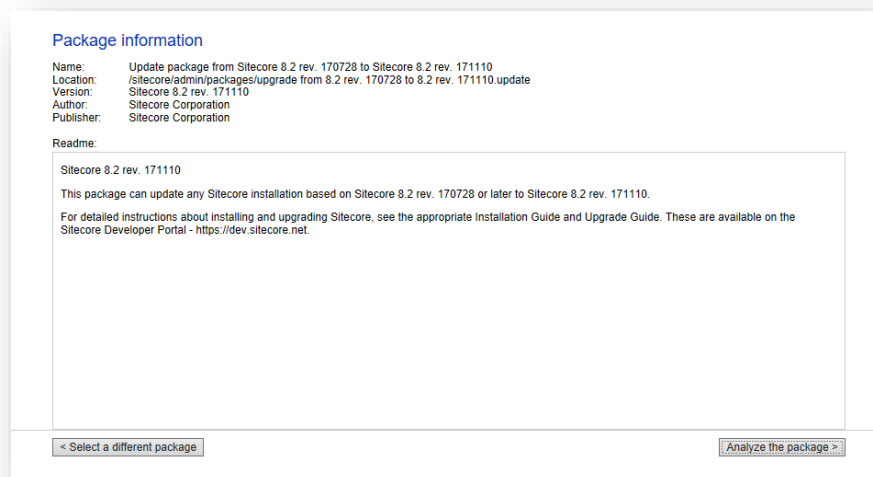 Package information
Name: Update package from Sitecore 8.2 rev. 170728 to Sitecore 8.2 rev. 171110
Location: /sitecore/admin/packages/upgrade from 8.2 rev. 170728 to 8.2 rev. 171110.update
Version: Sitecore 8.2 rev. 171110
Author: Sitecore Corporation
Publisher: Sitecore Corporation
Readme:
Sitecore 8.2 rev. 171110
This package can update any Sitecore installation based on Sitecore 8.2 rev. 170728 or later to Sitecore 8.2 rev. 171110.
For detailed instructions about installing and upgrading Sitecore, see the appropriate Installation Guide and Upgrade Guide. These are available on the
Sitecore Developer Portal - https://dev.sitecore.net.
< Select a different package
Analyze the package >